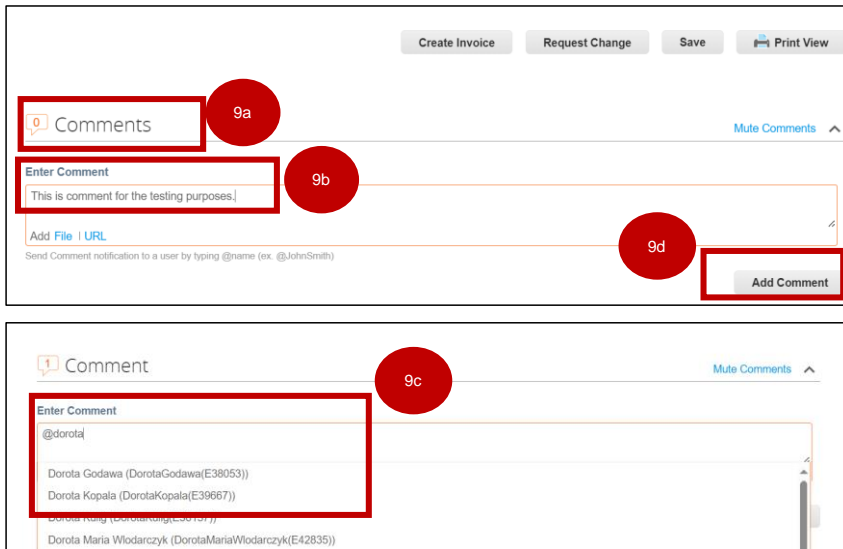 Create Invoice Request Change Save Print View
0 Comments 9a
Mute Comments
Enter Comment 9b
This is comment for the testing purposes.
Add File | URL 9d
Send Comment notification to a user by typing @name (ex. @JohnSmith)
Add Comment
1 Comment 9c
Mute Comments
Enter Comment
@dorota
Dorota Godawa (DorotaGodawa(E38053))
Dorota Kopala (DorotaKopala(E39667))
Dorota Kulig
Dorota Maria Wlodarczyk (DorotaMariaWlodarczyk(E42835))